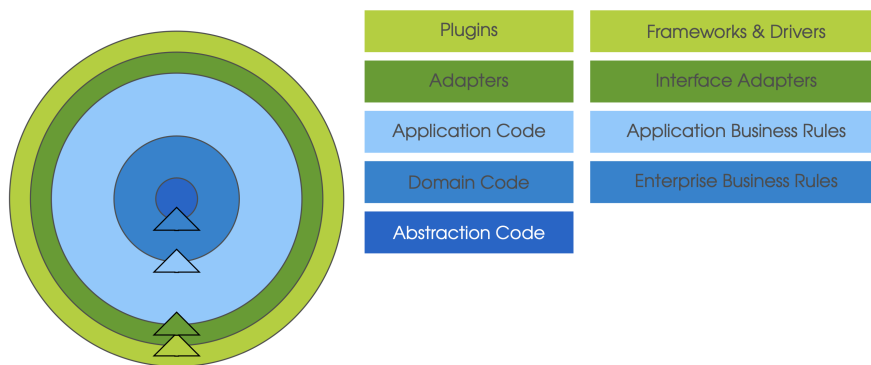 Plugins
Frameworks & Drivers
Adapters
Interface Adapters
Application Code
Application Business Rules
Domain Code
Enterprise Business Rules
Abstraction Code